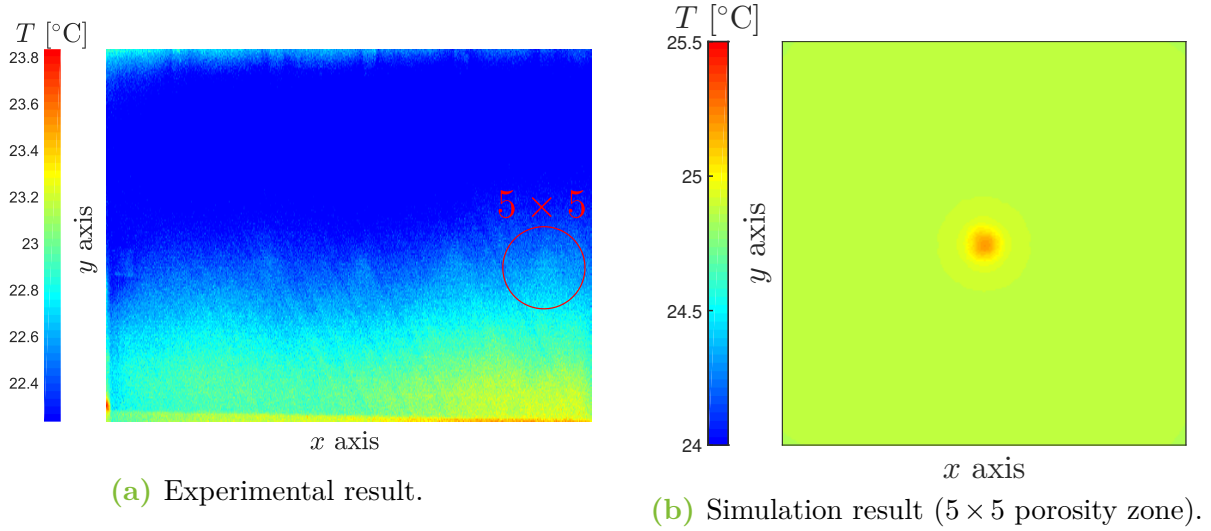 T [°C]
23.8
23.6
23.4
23.2
23
22.8
22.6
22.4
y axis
5 × 5
x axis
(a) Experimental result.
T [°C]
25.5
25
24.5
24
y axis
x axis
(b) Simulation result (5 × 5 porosity zone).